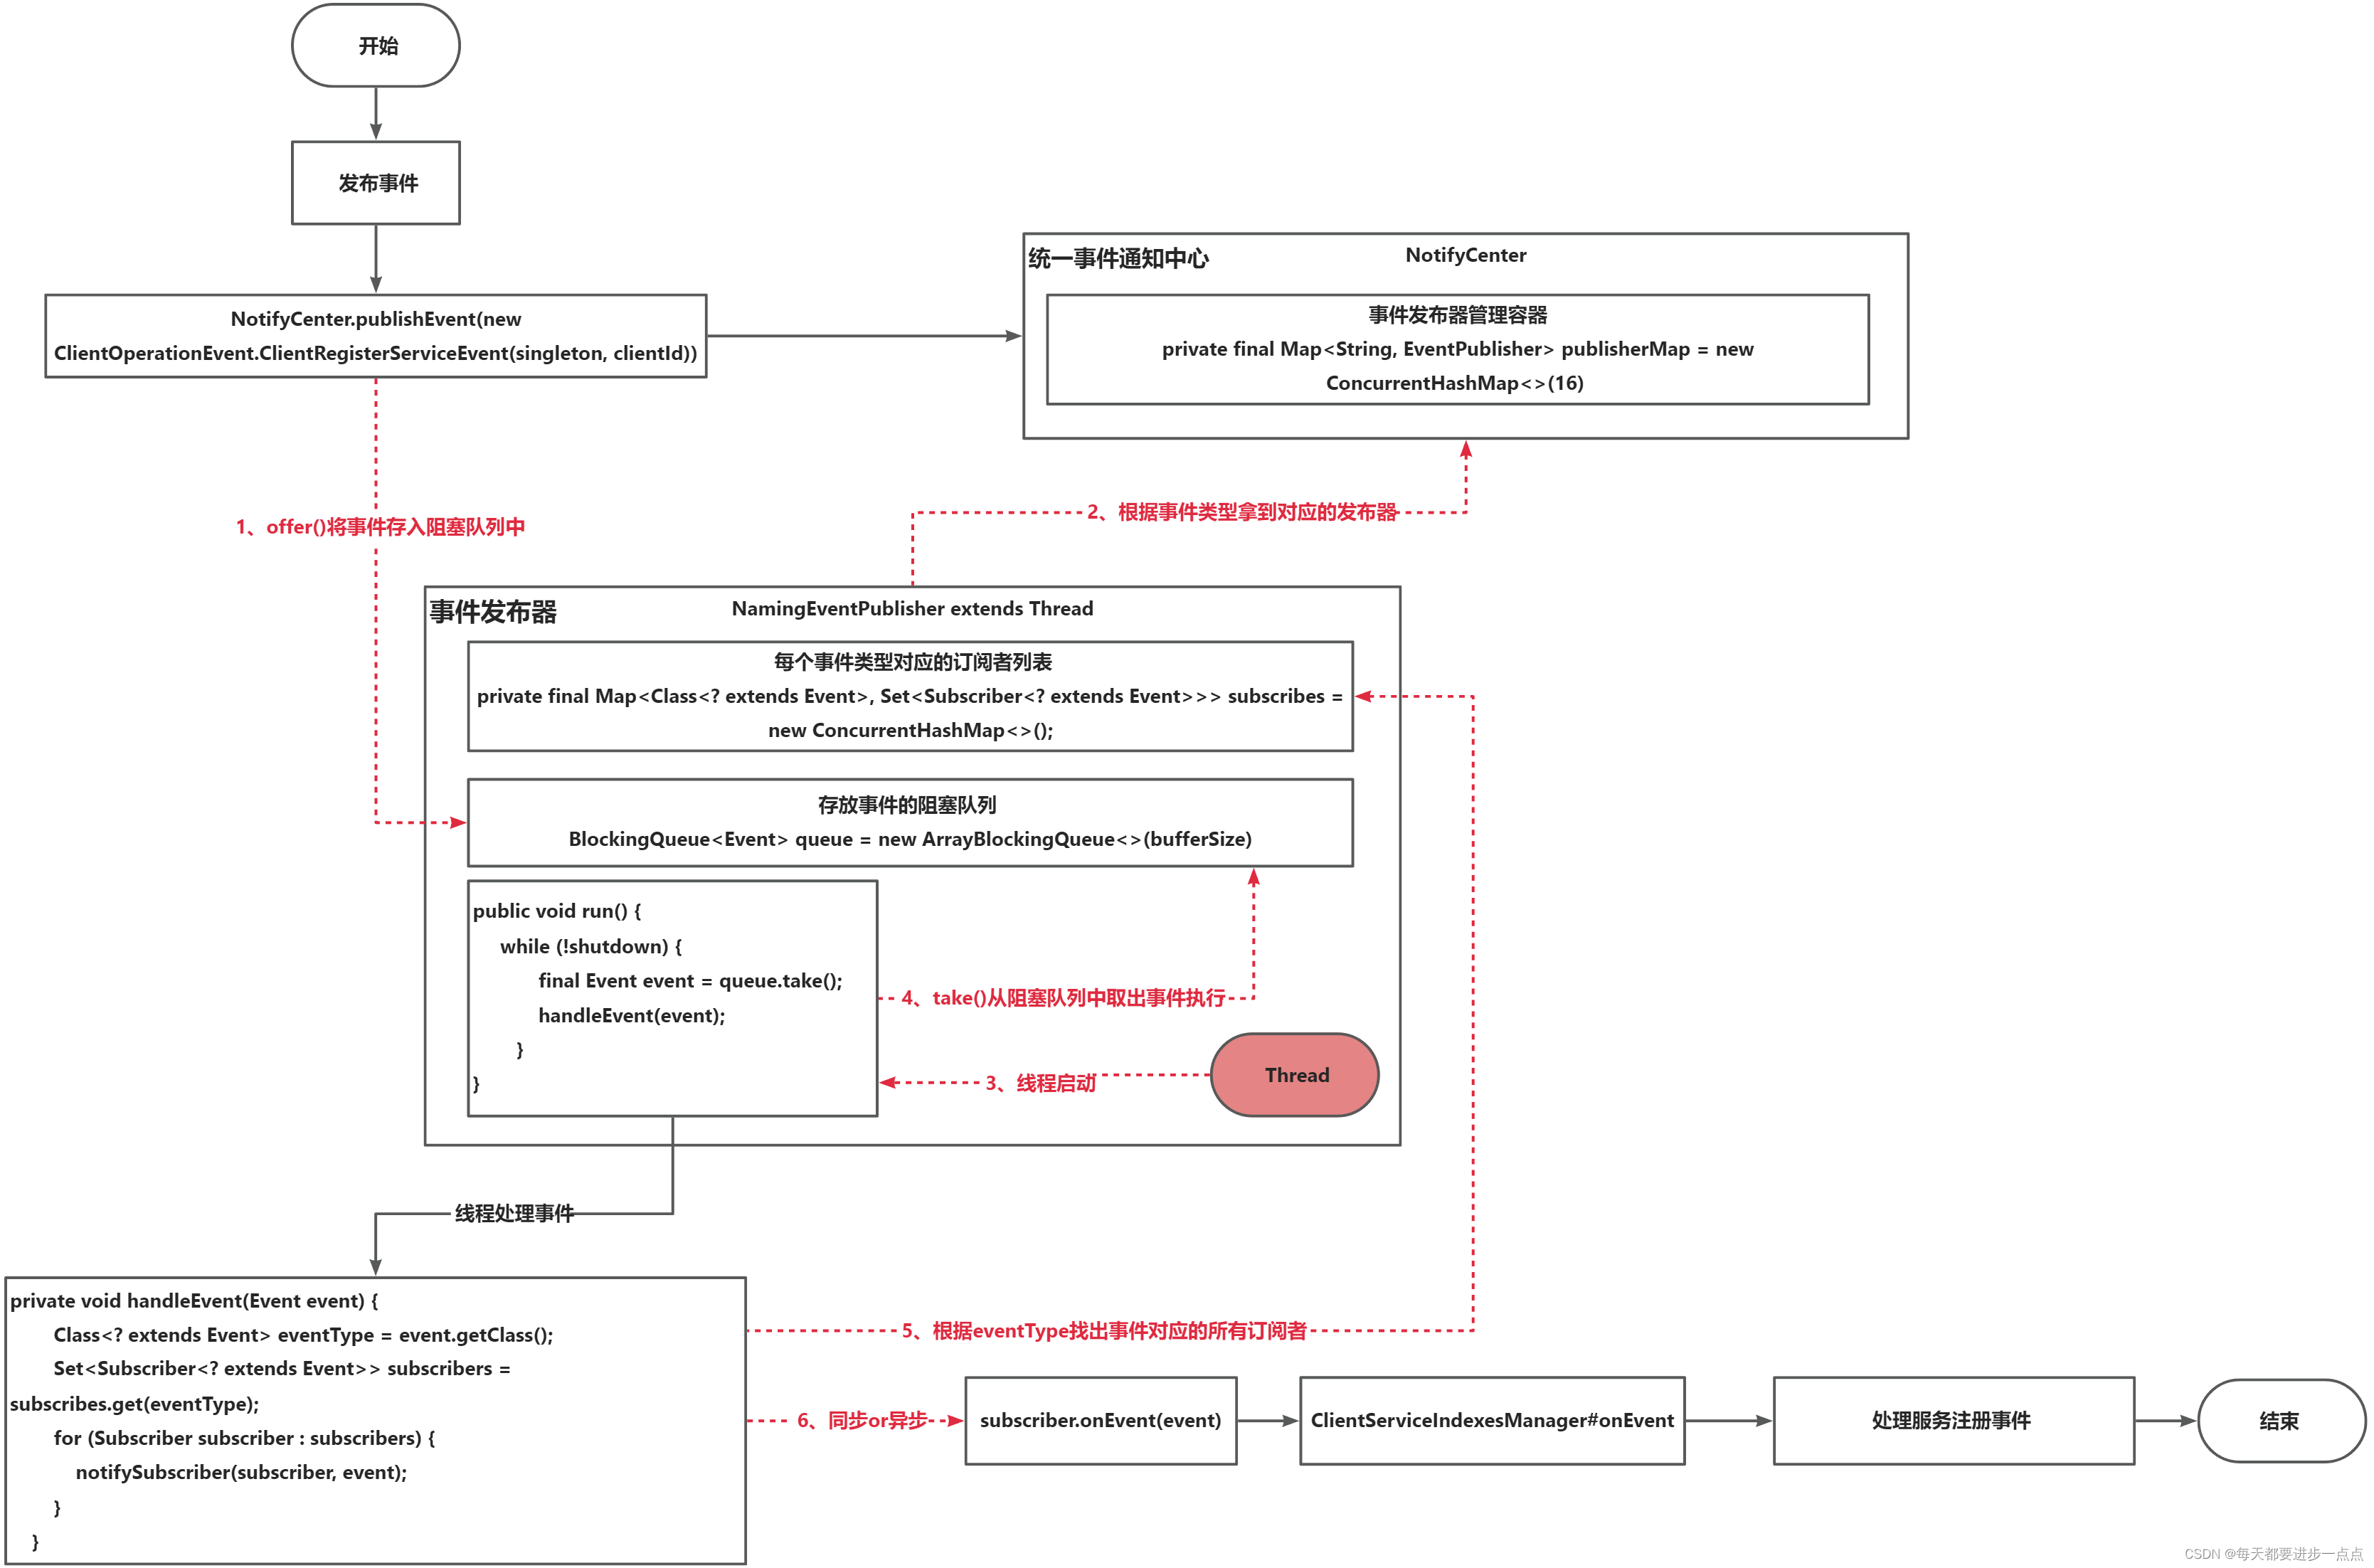 开始
发布事件
NotifyCenter.publishEvent(new
ClientOperationEvent.ClientRegisterServiceEvent(singleton, clientId))
统一事件通知中心
NotifyCenter
事件发布器管理容器
private final Map<String, EventPublisher> publisherMap = new
ConcurrentHashMap<>(16)
1、offer()将事件存入阻塞队列中
2、根据事件类型拿到对应的发布器
事件发布器
NamingEventPublisher extends Thread
每个事件类型对应的订阅者列表
private final Map<Class<? extends Event>, Set<Subscriber<? extends Event>>> subscribes =
new ConcurrentHashMap<>();
存放事件的阻塞队列
BlockingQueue<Event> queue = new ArrayBlockingQueue<>(bufferSize)
public void run() {
while (!shutdown) {
final Event event = queue.take();
handleEvent(event);
}
}
4、take()从阻塞队列中取出事件执行
3、线程启动
Thread
线程处理事件
private void handleEvent(Event event) {
Class<? extends Event> eventType = event.getClass();
Set<Subscriber<? extends Event>> subscribers =
subscribes.get(eventType);
for (Subscriber subscriber : subscribers) {
notifySubscriber(subscriber, event);
}
}
5、根据eventType找出事件对应的所有订阅者
6、同步or异步
subscriber.onEvent(event)
ClientServiceIndexesManager#onEvent
处理服务注册事件
结束
CSDN @每天都要进步一点点